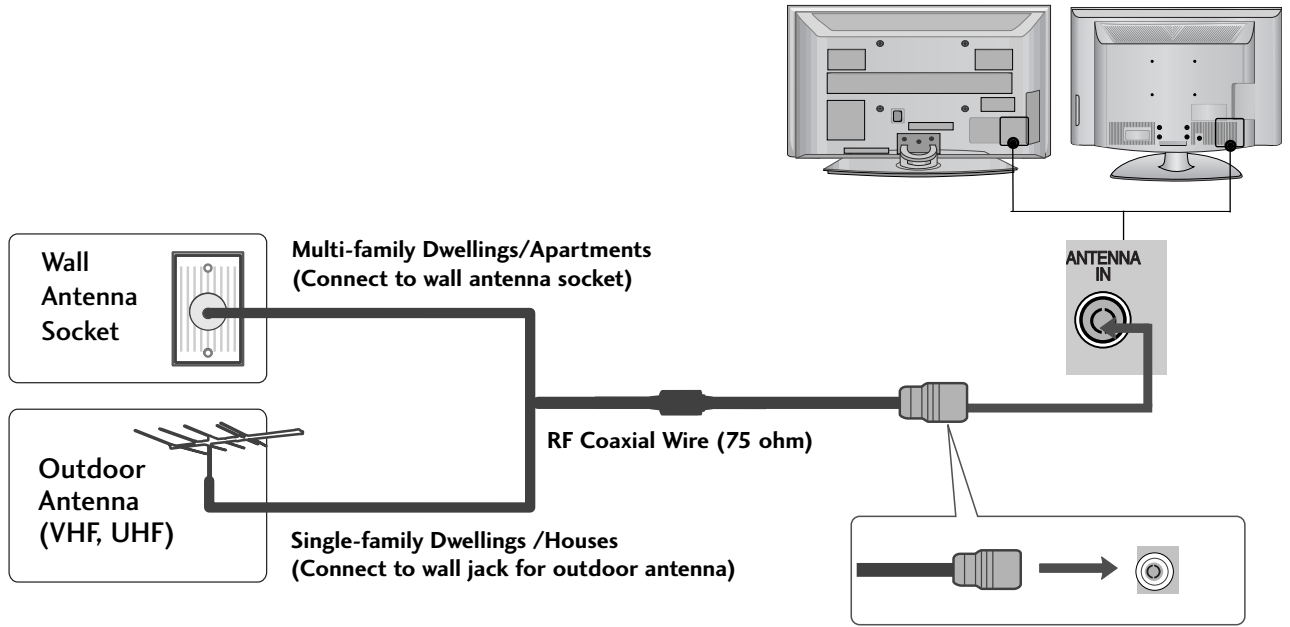 Wall
Antenna
Socket
Multi-family Dwellings/Apartments
(Connect to wall antenna socket)
ANTENNA
IN
RF Coaxial Wire (75 ohm)
Outdoor
Antenna
(VHF, UHF)
Single-family Dwellings /Houses
(Connect to wall jack for outdoor antenna)